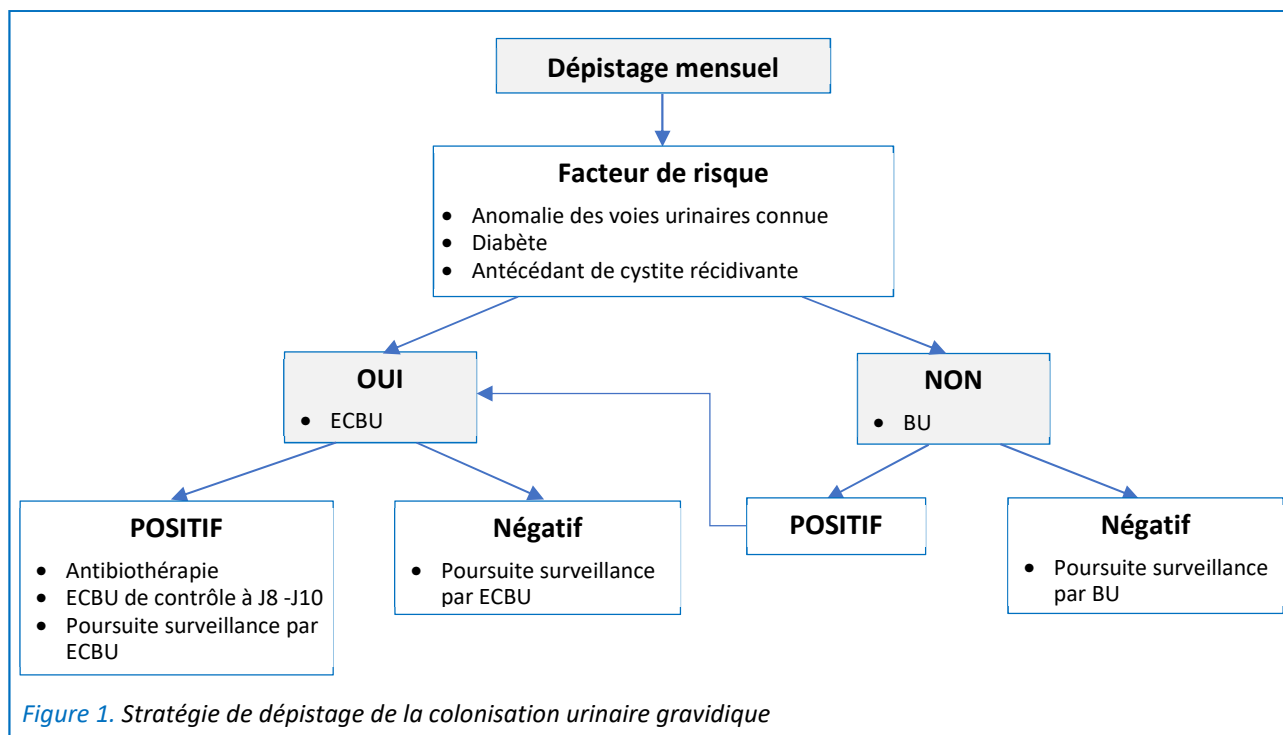 Dépistage mensuel
Facteur de risque
• Anomalie des voies urinaires connue
• Diabète
• Antécédant de cystite récidivante
OUI
• ECBU
NON
• BU
POSITIF
• Antibiothérapie
• ECBU de contrôle à J8 -J10
• Poursuite surveillance par
ECBU
Négatif
• Poursuite surveillance
par ECBU
POSITIF
Négatif
• Poursuite surveillance
par BU
Figure 1. Stratégie de dépistage de la colonisation urinaire gravidique